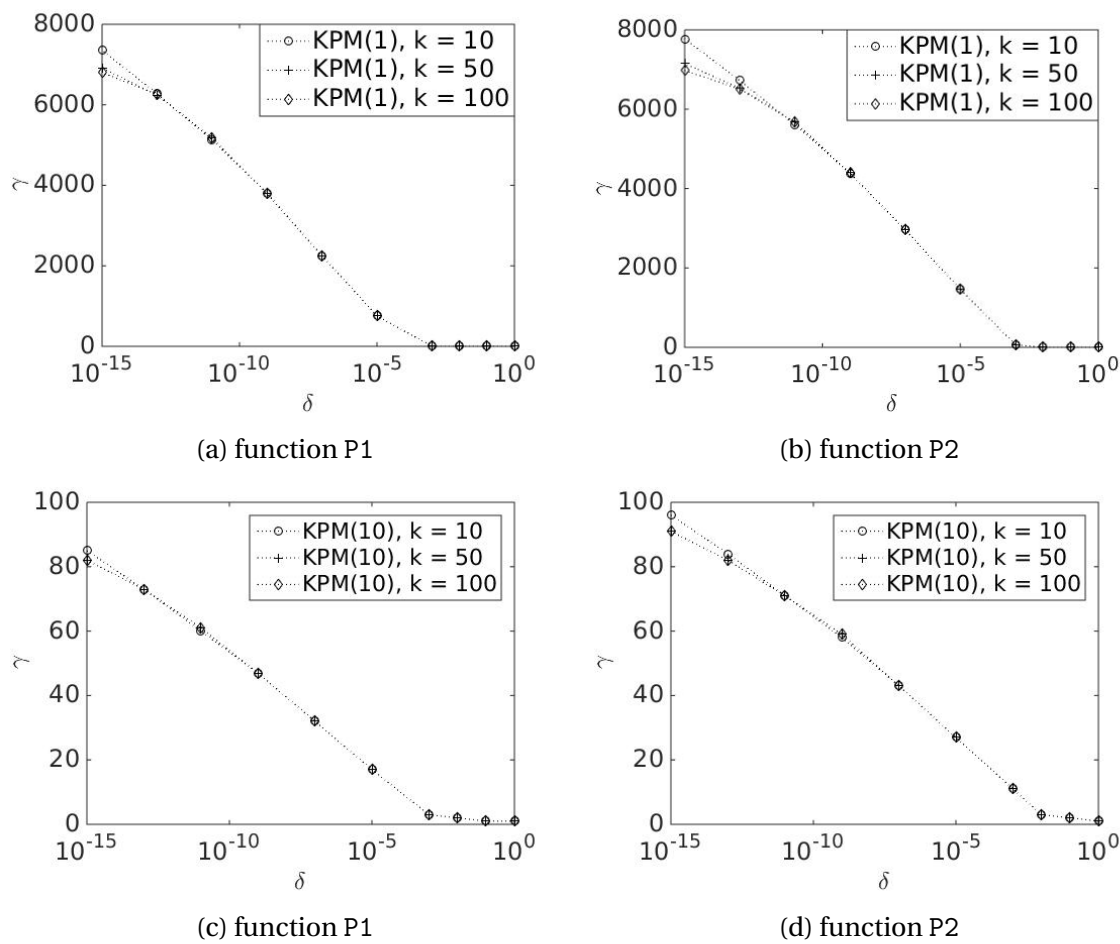 8000
6000
4000
2000
0
γ
KPM(1), k = 10
KPM(1), k = 50
KPM(1), k = 100
10^-15 10^-10 10^-5 10^0
δ
(a) function P1
8000
6000
4000
2000
0
γ
KPM(1), k = 10
KPM(1), k = 50
KPM(1), k = 100
10^-15 10^-10 10^-5 10^0
δ
(b) function P2
100
80
60
40
20
0
γ
KPM(10), k = 10
KPM(10), k = 50
KPM(10), k = 100
10^-15 10^-10 10^-5 10^0
δ
(c) function P1
100
80
60
40
20
0
γ
KPM(10), k = 10
KPM(10), k = 50
KPM(10), k = 100
10^-15 10^-10 10^-5 10^0
δ
(d) function P2